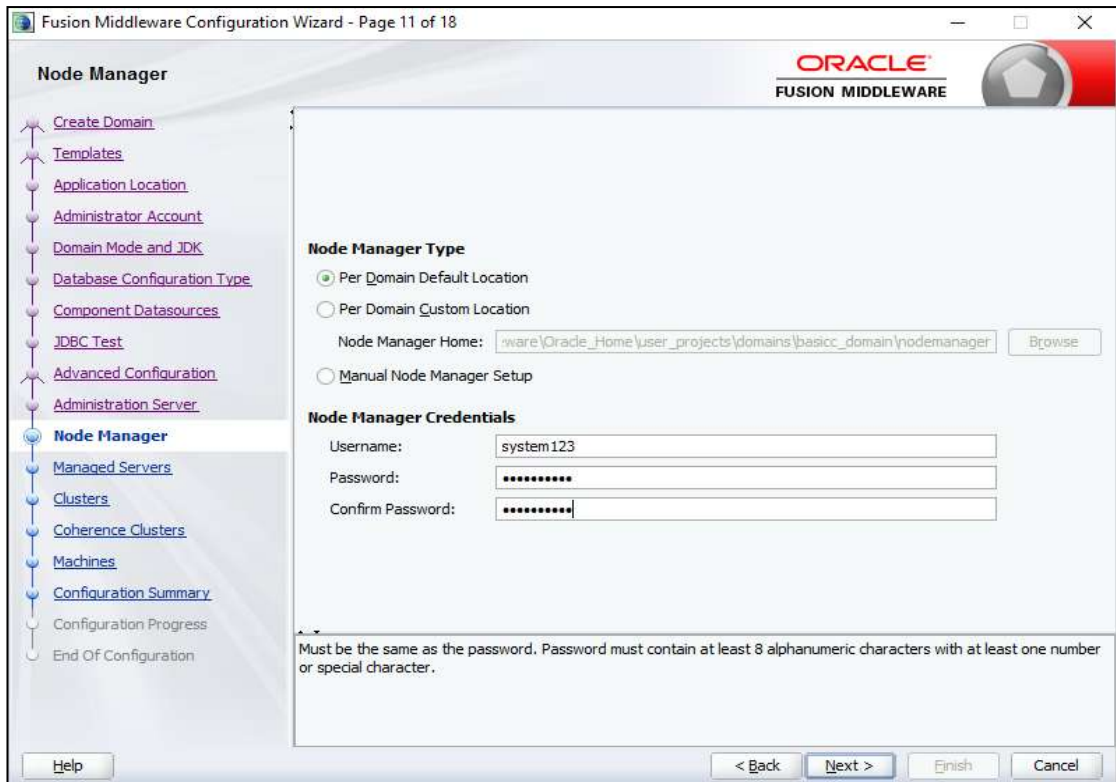 Fusion Middleware Configuration Wizard - Page 11 of 18
Node Manager
ORACLE
FUSION MIDDLEWARE
Create Domain
Templates
Application Location
Administrator Account
Domain Mode and JDK
Database Configuration Type
Component Datasources
JDBC Test
Advanced Configuration
Administration Server
Node Manager
Managed Servers
Clusters
Coherence Clusters
Machines
Configuration Summary
Configuration Progress
End Of Configuration
Node Manager Type
Per Domain Default Location
Per Domain Custom Location
Node Manager Home: ware\Oracle_Home\user_projects\domains\basicc_domain\nodemanager Browse
Manual Node Manager Setup
Node Manager Credentials
Username: system123
Password: ••••••••••
Confirm Password: ••••••••••
Must be the same as the password. Password must contain at least 8 alphanumeric characters with at least one number
or special character.
Help < Back Next > Finish Cancel